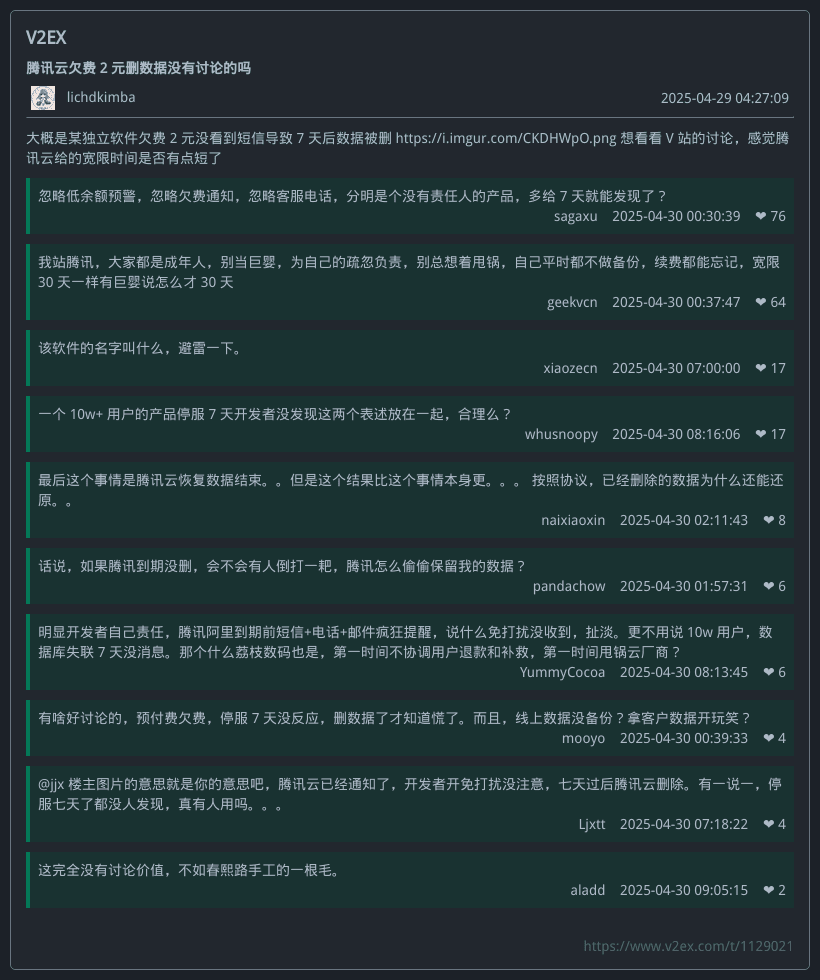 V2EX
腾讯云欠费 2 元删数据没有讨论的吗
lichdkimba 2025-04-29 04:27:09
大概是某独立软件欠费 2 元没看到短信导致 7 天后数据被删 https://i.imgur.com/CKDHWpO.png 想看看 V 站的讨论，感觉腾
讯云给的宽限时间是否有点短了
忽略低余额预警，忽略欠费通知，忽略客服电话，分明是个没有责任人的产品，多给 7 天就能发现了？
sagaxu 2025-04-30 00:30:39 ❤ 76
我站腾讯，大家都是成年人，别当巨婴，为自己的疏忽负责，别总想着甩锅，自己平时都不做备份，续费都能忘记，宽限
30 天一样有巨婴说怎么才 30 天
geekvcn 2025-04-30 00:37:47 ❤ 64
该软件的名字叫什么，避雷一下。
xiaozecn 2025-04-30 07:00:00 ❤ 17
一个 10w+ 用户的产品停服 7 天开发者没发现这两个表述放在一起，合理么？
whusnoopy 2025-04-30 08:16:06 ❤ 17
最后这个事情是腾讯云恢复数据结束。。但是这个结果比这个事情本身更。。。 按照协议，已经删除的数据为什么还能还
原。。
naixiaoxin 2025-04-30 02:11:43 ❤ 8
话说，如果腾讯到期没删，会不会有人倒打一耙，腾讯怎么偷偷保留我的数据？
pandachow 2025-04-30 01:57:31 ❤ 6
明显开发者自己责任，腾讯阿里到期前短信+电话+邮件疯狂提醒，说什么免打扰没收到，扯淡。更不用说 10w 用户，数
据库失联 7 天没消息。那个什么荔枝数码也是，第一时间不协调用户退款和补救，第一时间甩锅云厂商？
YummyCocoa 2025-04-30 08:13:45 ❤ 6
有啥好讨论的，预付费欠费，停服 7 天没反应，删数据了才知道慌了。而且，线上数据没备份？拿客户数据开玩笑？
mooyo 2025-04-30 00:39:33 ❤ 4
@jjx 楼主图片的意思就是你的意思吧，腾讯云已经通知了，开发者开免打扰没注意，七天过后腾讯云删除。有一说一，停
服七天了都没人发现，真有人用吗。。。
Ljxtt 2025-04-30 07:18:22 ❤ 4
这完全没有讨论价值，不如春熙路手工的一根毛。
aladd 2025-04-30 09:05:15 ❤ 2
https://www.v2ex.com/t/1129021